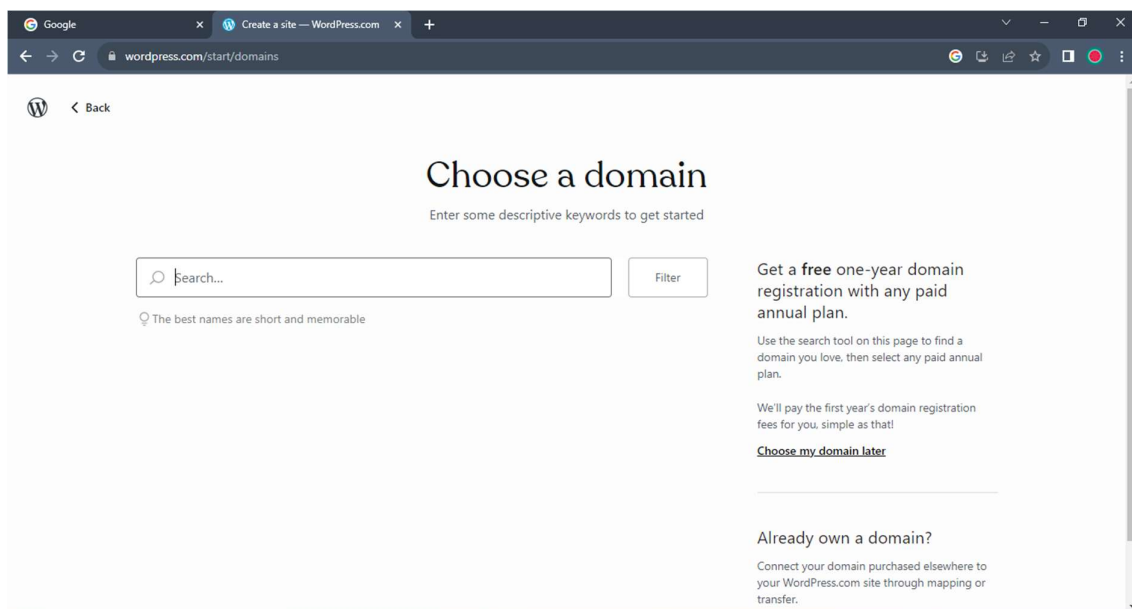 Google
Create a site — WordPress.com
wordpress.com/start/domains
Back
Choose a domain
Enter some descriptive keywords to get started
Search...
Filter
The best names are short and memorable
Get a free one-year domain
registration with any paid
annual plan.
Use the search tool on this page to find a
domain you love, then select any paid annual
plan.
We'll pay the first year's domain registration
fees for you, simple as that!
Choose my domain later
Already own a domain?
Connect your domain purchased elsewhere to
your WordPress.com site through mapping or
transfer.